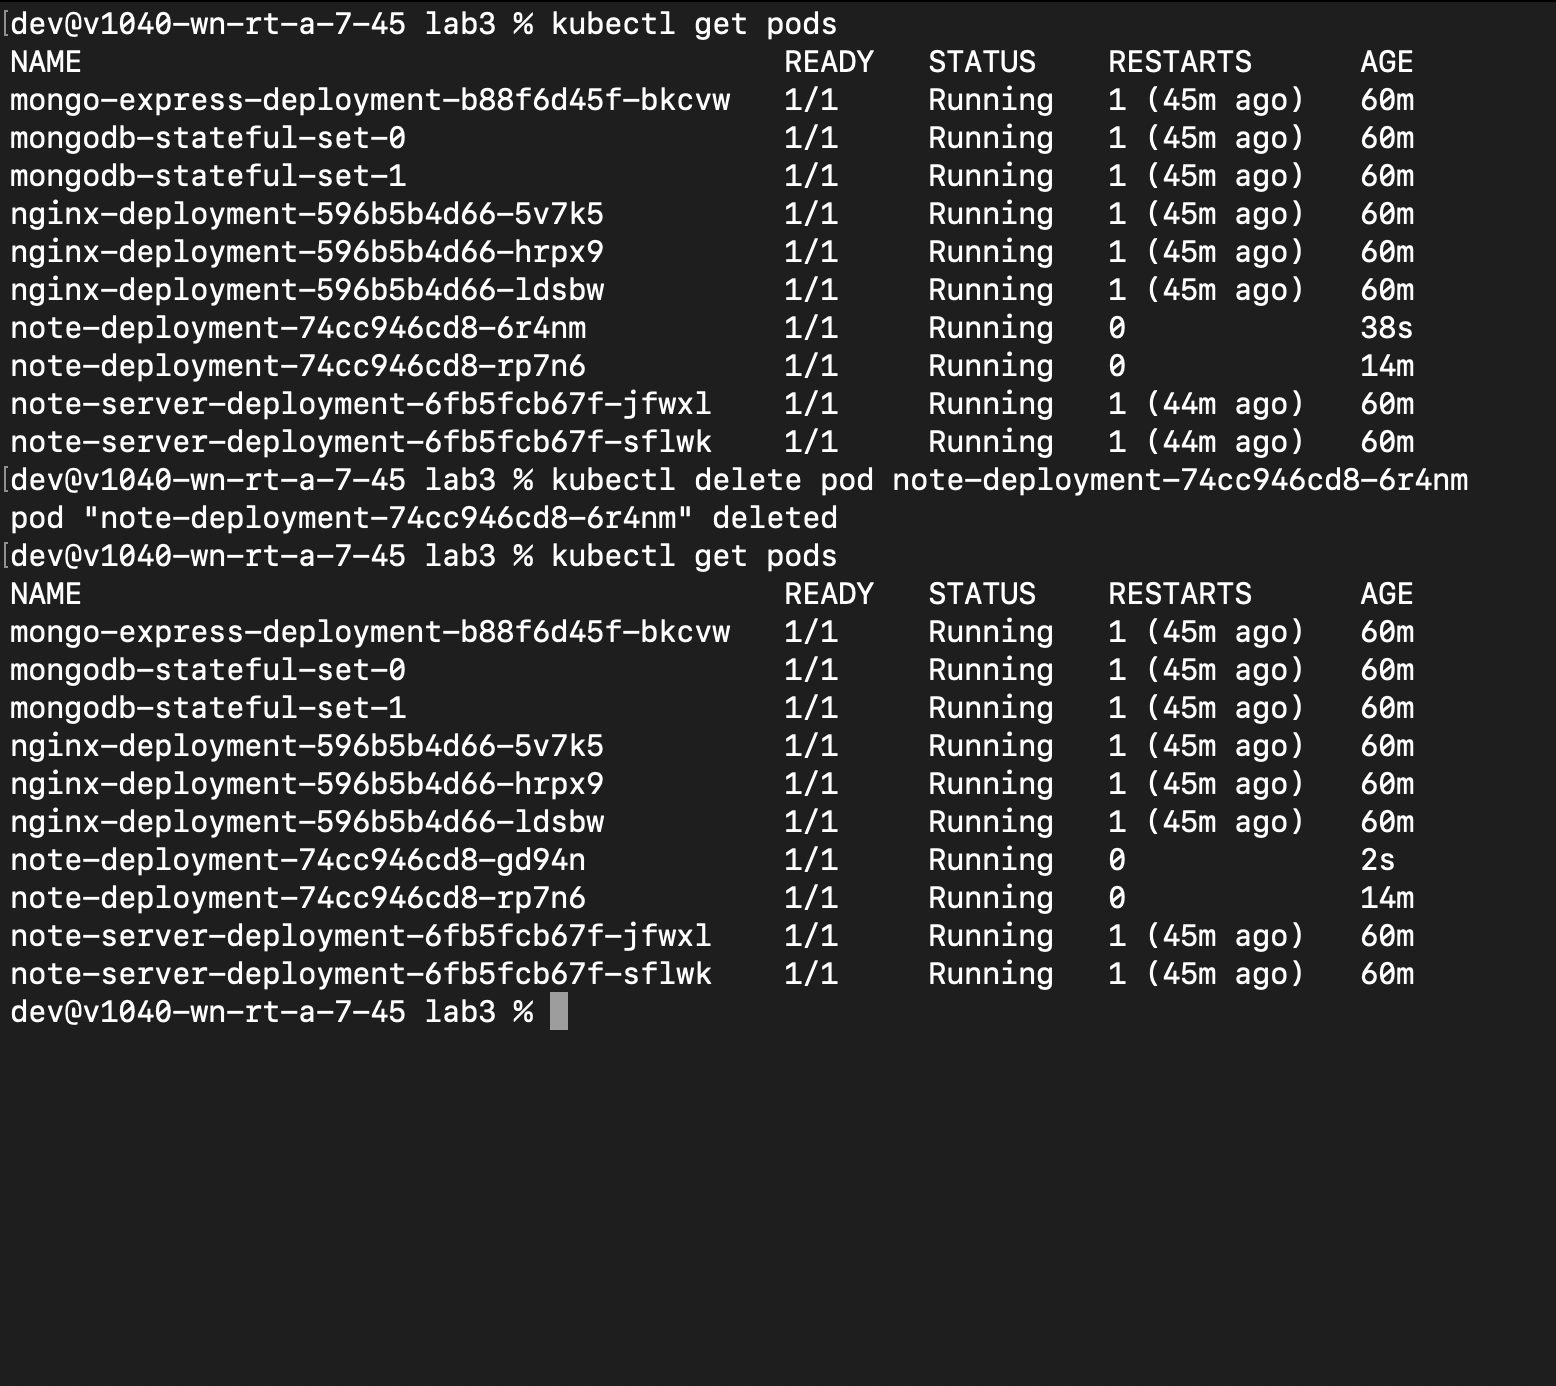 [dev@v1040-wn-rt-a-7-45 lab3 % kubectl get pods
NAME READY STATUS RESTARTS AGE
mongo-express-deployment-b88f6d45f-bkcvw 1/1 Running 1 (45m ago) 60m
mongodb-stateful-set-0 1/1 Running 1 (45m ago) 60m
mongodb-stateful-set-1 1/1 Running 1 (45m ago) 60m
nginx-deployment-596b5b4d66-5v7k5 1/1 Running 1 (45m ago) 60m
nginx-deployment-596b5b4d66-hrpx9 1/1 Running 1 (45m ago) 60m
nginx-deployment-596b5b4d66-ldsbw 1/1 Running 1 (45m ago) 60m
note-deployment-74cc946cd8-6r4nm 1/1 Running 0 38s
note-deployment-74cc946cd8-rp7n6 1/1 Running 0 14m
note-server-deployment-6fb5fcb67f-jfwxl 1/1 Running 1 (44m ago) 60m
note-server-deployment-6fb5fcb67f-sflwk 1/1 Running 1 (44m ago) 60m
[dev@v1040-wn-rt-a-7-45 lab3 % kubectl delete pod note-deployment-74cc946cd8-6r4nm
pod "note-deployment-74cc946cd8-6r4nm" deleted
[dev@v1040-wn-rt-a-7-45 lab3 % kubectl get pods
NAME READY STATUS RESTARTS AGE
mongo-express-deployment-b88f6d45f-bkcvw 1/1 Running 1 (45m ago) 60m
mongodb-stateful-set-0 1/1 Running 1 (45m ago) 60m
mongodb-stateful-set-1 1/1 Running 1 (45m ago) 60m
nginx-deployment-596b5b4d66-5v7k5 1/1 Running 1 (45m ago) 60m
nginx-deployment-596b5b4d66-hrpx9 1/1 Running 1 (45m ago) 60m
nginx-deployment-596b5b4d66-ldsbw 1/1 Running 1 (45m ago) 60m
note-deployment-74cc946cd8-gd94n 1/1 Running 0 2s
note-deployment-74cc946cd8-rp7n6 1/1 Running 0 14m
note-server-deployment-6fb5fcb67f-jfwxl 1/1 Running 1 (45m ago) 60m
note-server-deployment-6fb5fcb67f-sflwk 1/1 Running 1 (45m ago) 60m
dev@v1040-wn-rt-a-7-45 lab3 %